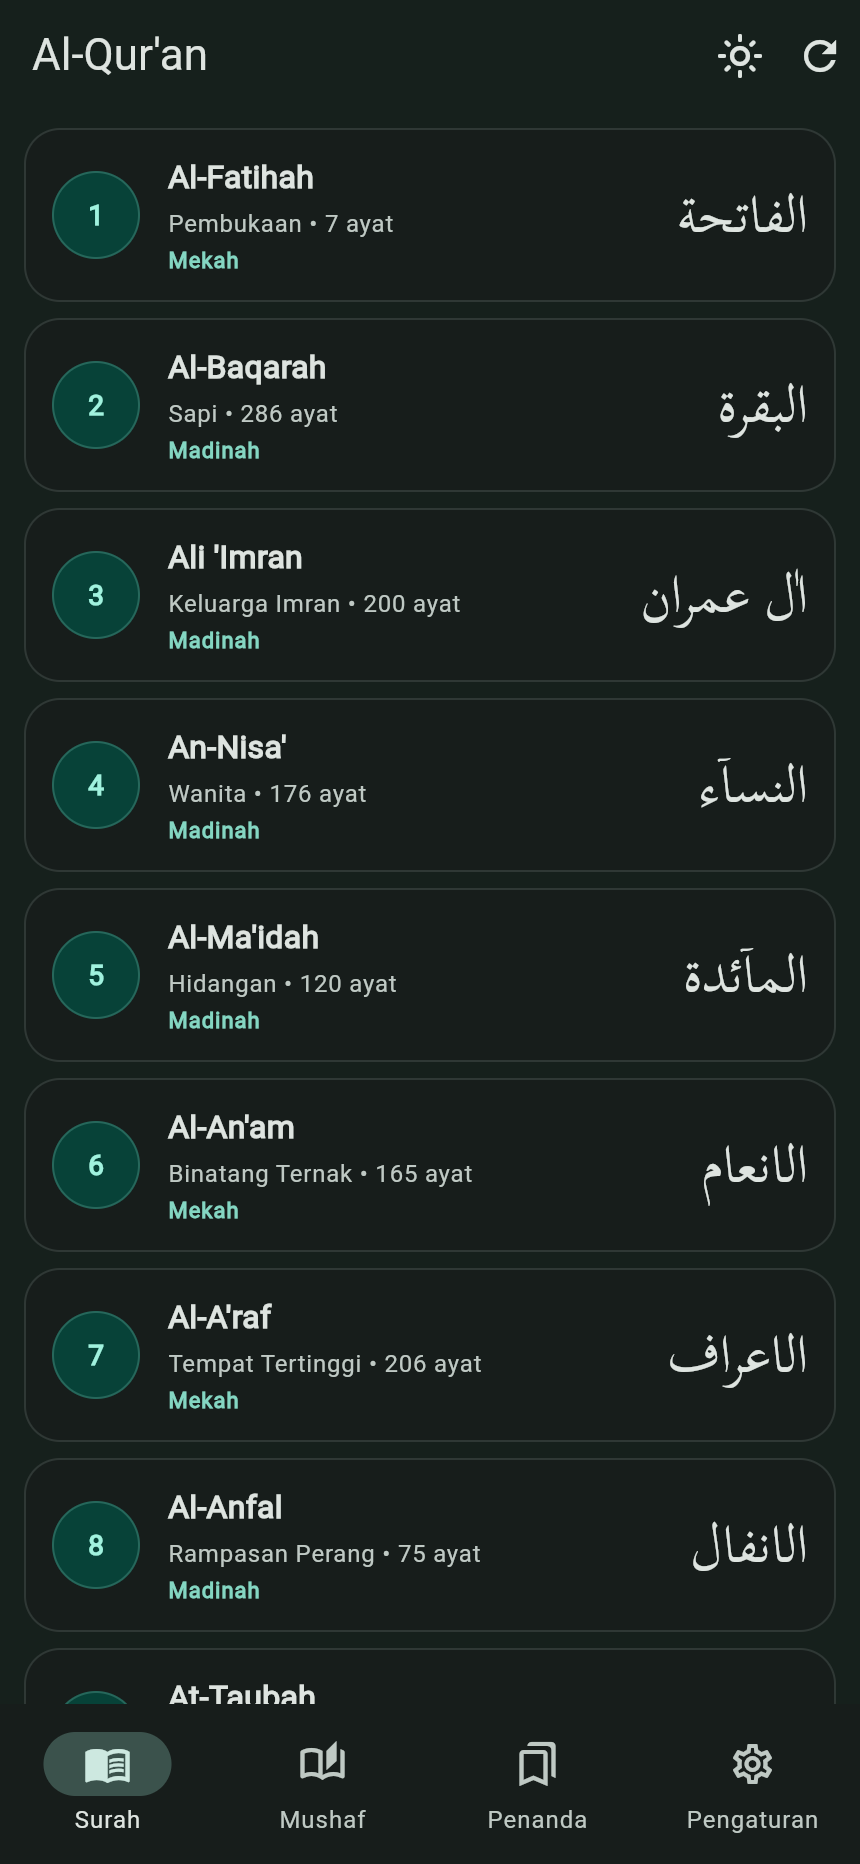 Al-Qur'an
1
Al-Fatihah
Pembukaan • 7 ayat
Mekah
الفاتحة
2
Al-Baqarah
Sapi • 286 ayat
Madinah
البقرة
3
Ali 'Imran
Keluarga Imran • 200 ayat
Madinah
اٰل عمران
4
An-Nisa'
Wanita • 176 ayat
Madinah
النساۤء
5
Al-Ma'idah
Hidangan • 120 ayat
Madinah
الماۤئدة
6
Al-An'am
Binatang Ternak • 165 ayat
Mekah
الانعام
7
Al-A'raf
Tempat Tertinggi • 206 ayat
Mekah
الاعراف
8
Al-Anfal
Rampasan Perang • 75 ayat
Madinah
الانفال
At-Taubah
Surah
Mushaf
Penanda
Pengaturan